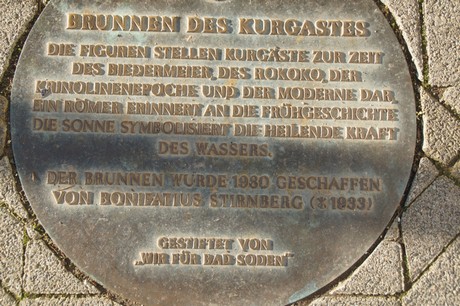 BRUNNEN DES KURGASTES
DIE FIGUREN STELLEN KURGÄSTE ZUR ZEIT
DES BIEDERMEIER, DES ROKOKO, DER
KRINOLINENEPOCHE UND DER MODERNE DAR.
EIN RÖMER ERINNERT AN DIE FRÜHGESCHICHTE
DIE SONNE SYMBOLISIERT DIE HEILENDE KRAFT
DES WASSERS.
DER BRUNNEN WURDE 1980 GESCHAFFEN
VON BONIFATIUS STIRNBERG (*1933)
GESTIFTET VON
„WIR FÜR BAD SODEN"